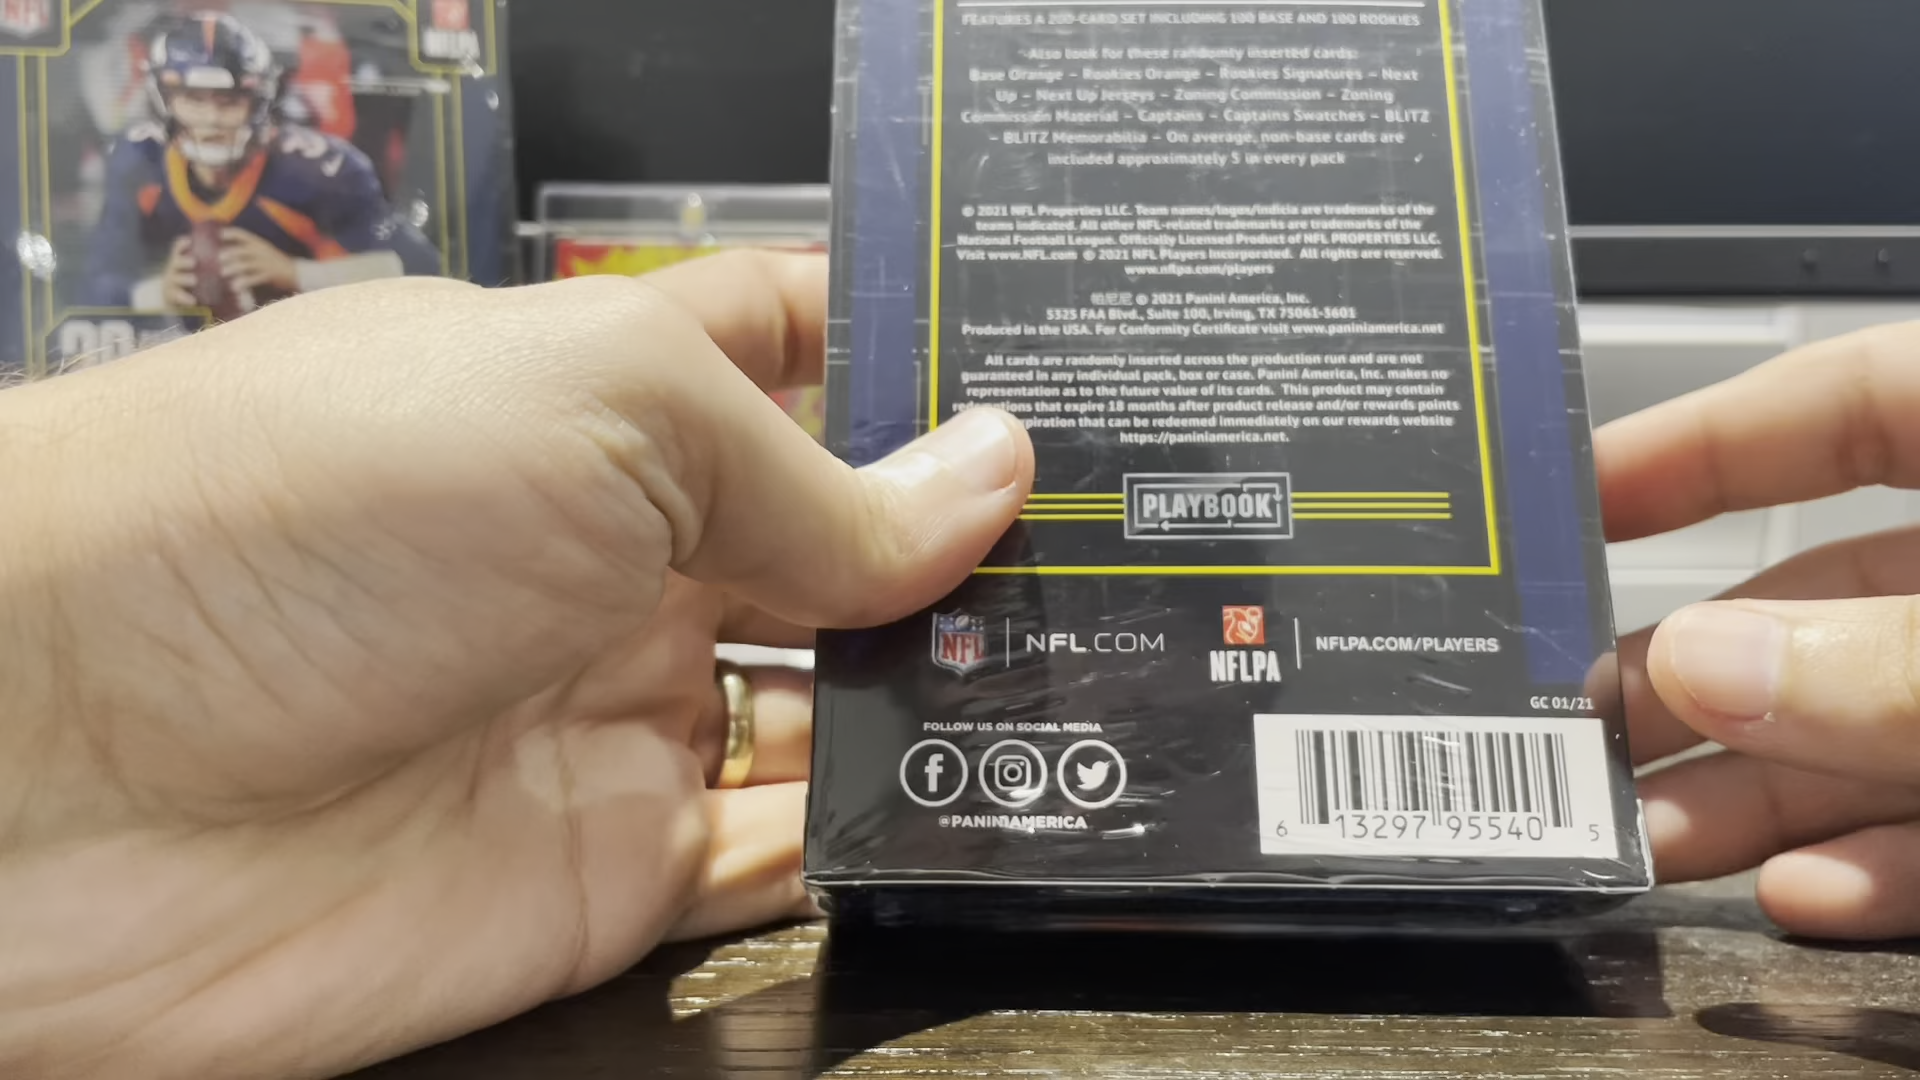 FEATURES A 200-CARD SET INCLUDING 100 BASE AND 100 ROOKIES
Also look for these randomly inserted cards:
Base Orange – Rookies Orange – Rookies Signatures – Next
Up – Next Up Jerseys – Zoning Commission – Zoning
Commission Material – Captains – Captains Swatches – BLITZ
– BLITZ Memorabilia – On average, non-base cards are
included approximately 5 in every pack
© 2021 NFL Properties LLC. Team names/logos/indicia are trademarks of the
teams indicated. All other NFL-related trademarks are trademarks of the
National Football League. Officially Licensed Product of NFL PROPERTIES LLC.
Visit www.NFL.com © 2021 NFL Players Incorporated. All rights are reserved.
www.nflpa.com/players
帕尼尼 © 2021 Panini America, Inc.
5325 FAA Blvd., Suite 100, Irving, TX 75061-3601
Produced in the USA. For Conformity Certificate visit www.paniniamerica.net
All cards are randomly inserted across the production run and are not
guaranteed in any individual pack, box or case. Panini America, Inc. makes no
representation as to the future value of its cards. This product may contain
redemptions that expire 18 months after product release and/or rewards points
piration that can be redeemed immediately on our rewards website
https://paniniamerica.net.
PLAYBOOK
NFL NFL.COM NFLPA NFLPA.COM/PLAYERS
GC 01/21
FOLLOW US ON SOCIAL MEDIA
@PANINIAMERICA
6 13297 95540 5